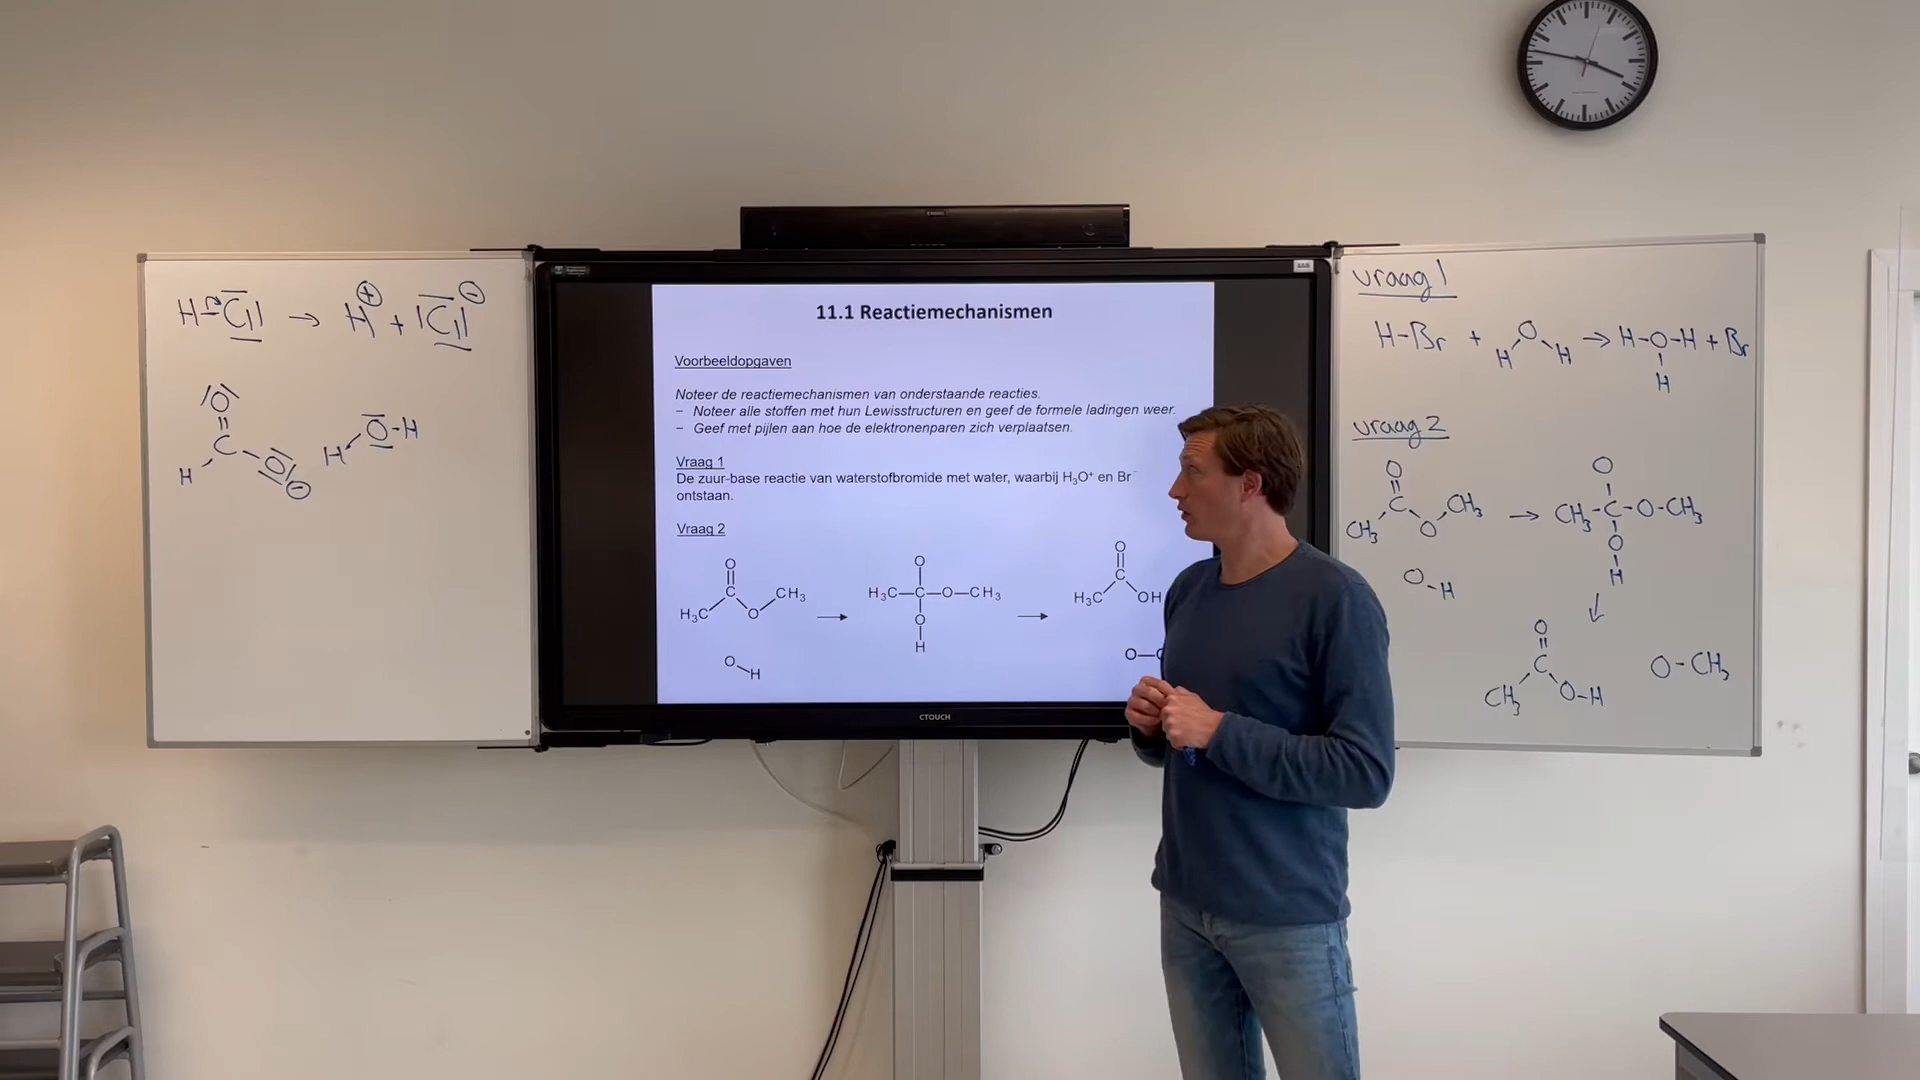 H-Cl → H⊕ + Cl⊖
O
C
H O⊖ H O-H
11.1 Reactiemechanismen
Voorbeeldopgaven
Noteer de reactiemechanismen van onderstaande reacties.
− Noteer alle stoffen met hun Lewisstructuren en geef de formele ladingen weer.
− Geef met pijlen aan hoe de elektronenparen zich verplaatsen.
Vraag 1
De zuur-base reactie van waterstofbromide met water, waarbij H₃O⁺ en Br⁻
ontstaan.
Vraag 2
O
C CH₃
H₃C O
O H
→
O
H₃C—C—O—CH₃
O
H
→
O
C
H₃C OH
O—
CTOUCH
vraag 1
H-Br + H O H → H-O-H + Br
H
vraag 2
O
C
CH₃ O CH₃
O-H
→
O
CH₃-C-O-CH₃
O
H
↓
O
C
CH₃ O-H
O-CH₃